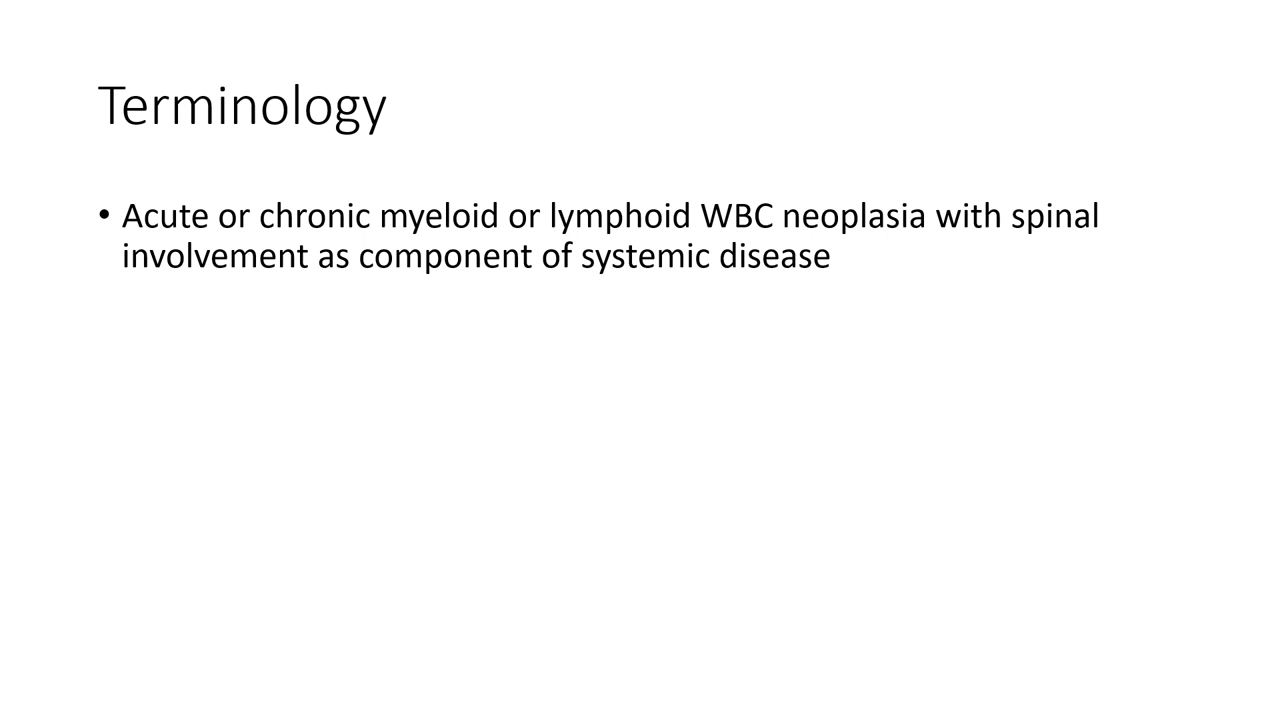 Terminology
• Acute or chronic myeloid or lymphoid WBC neoplasia with spinal
involvement as component of systemic disease